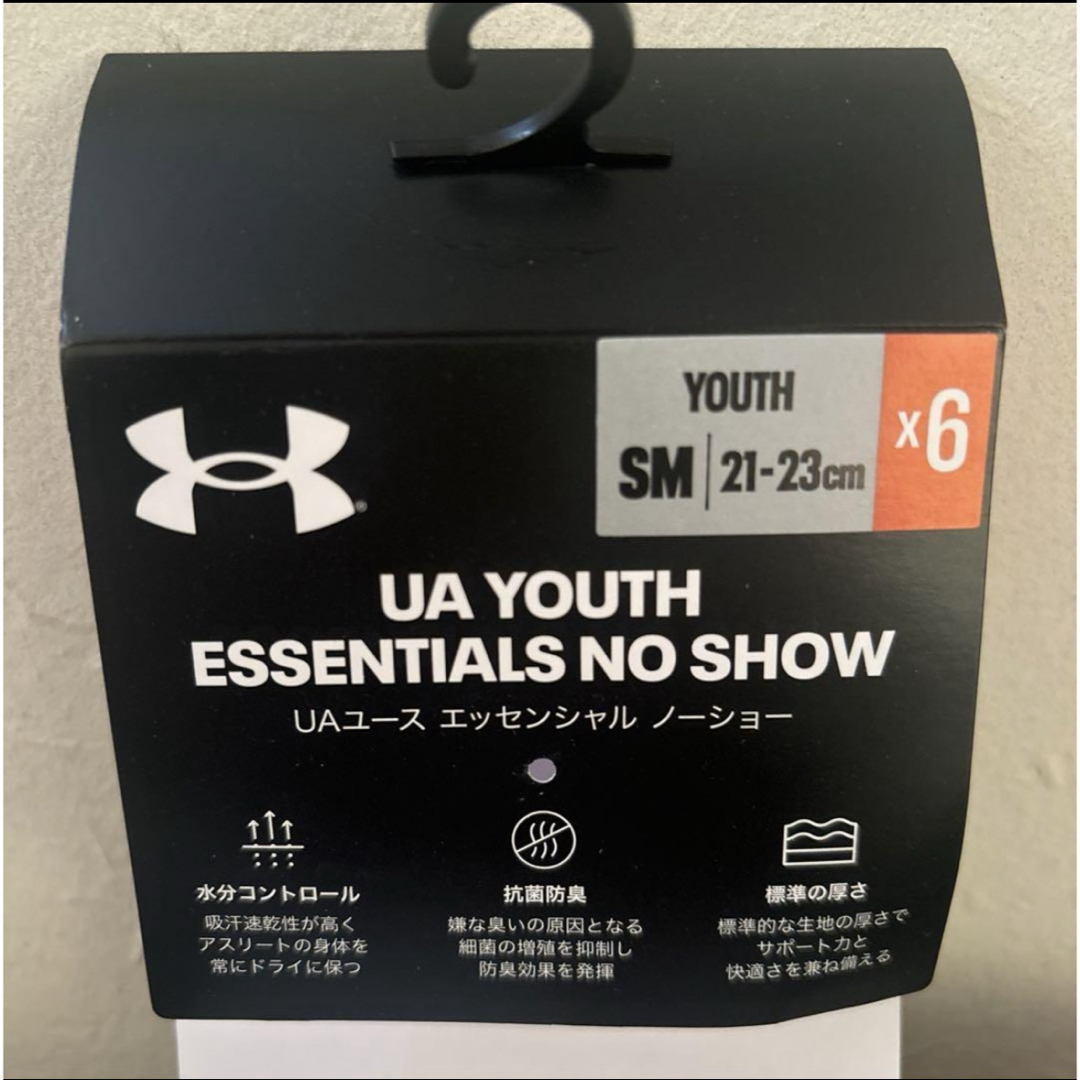 YOUTH
SM | 21-23cm
x6
UA YOUTH
ESSENTIALS NO SHOW
UAユース エッセンシャル ノーショー
水分コントロール
吸汗速乾性が高く
アスリートの身体を
常にドライに保つ
抗菌防臭
嫌な臭いの原因となる
細菌の増殖を抑制し
防臭効果を発揮
標準の厚さ
標準的な生地の厚さで
サポート力と
快適さを兼ね備える